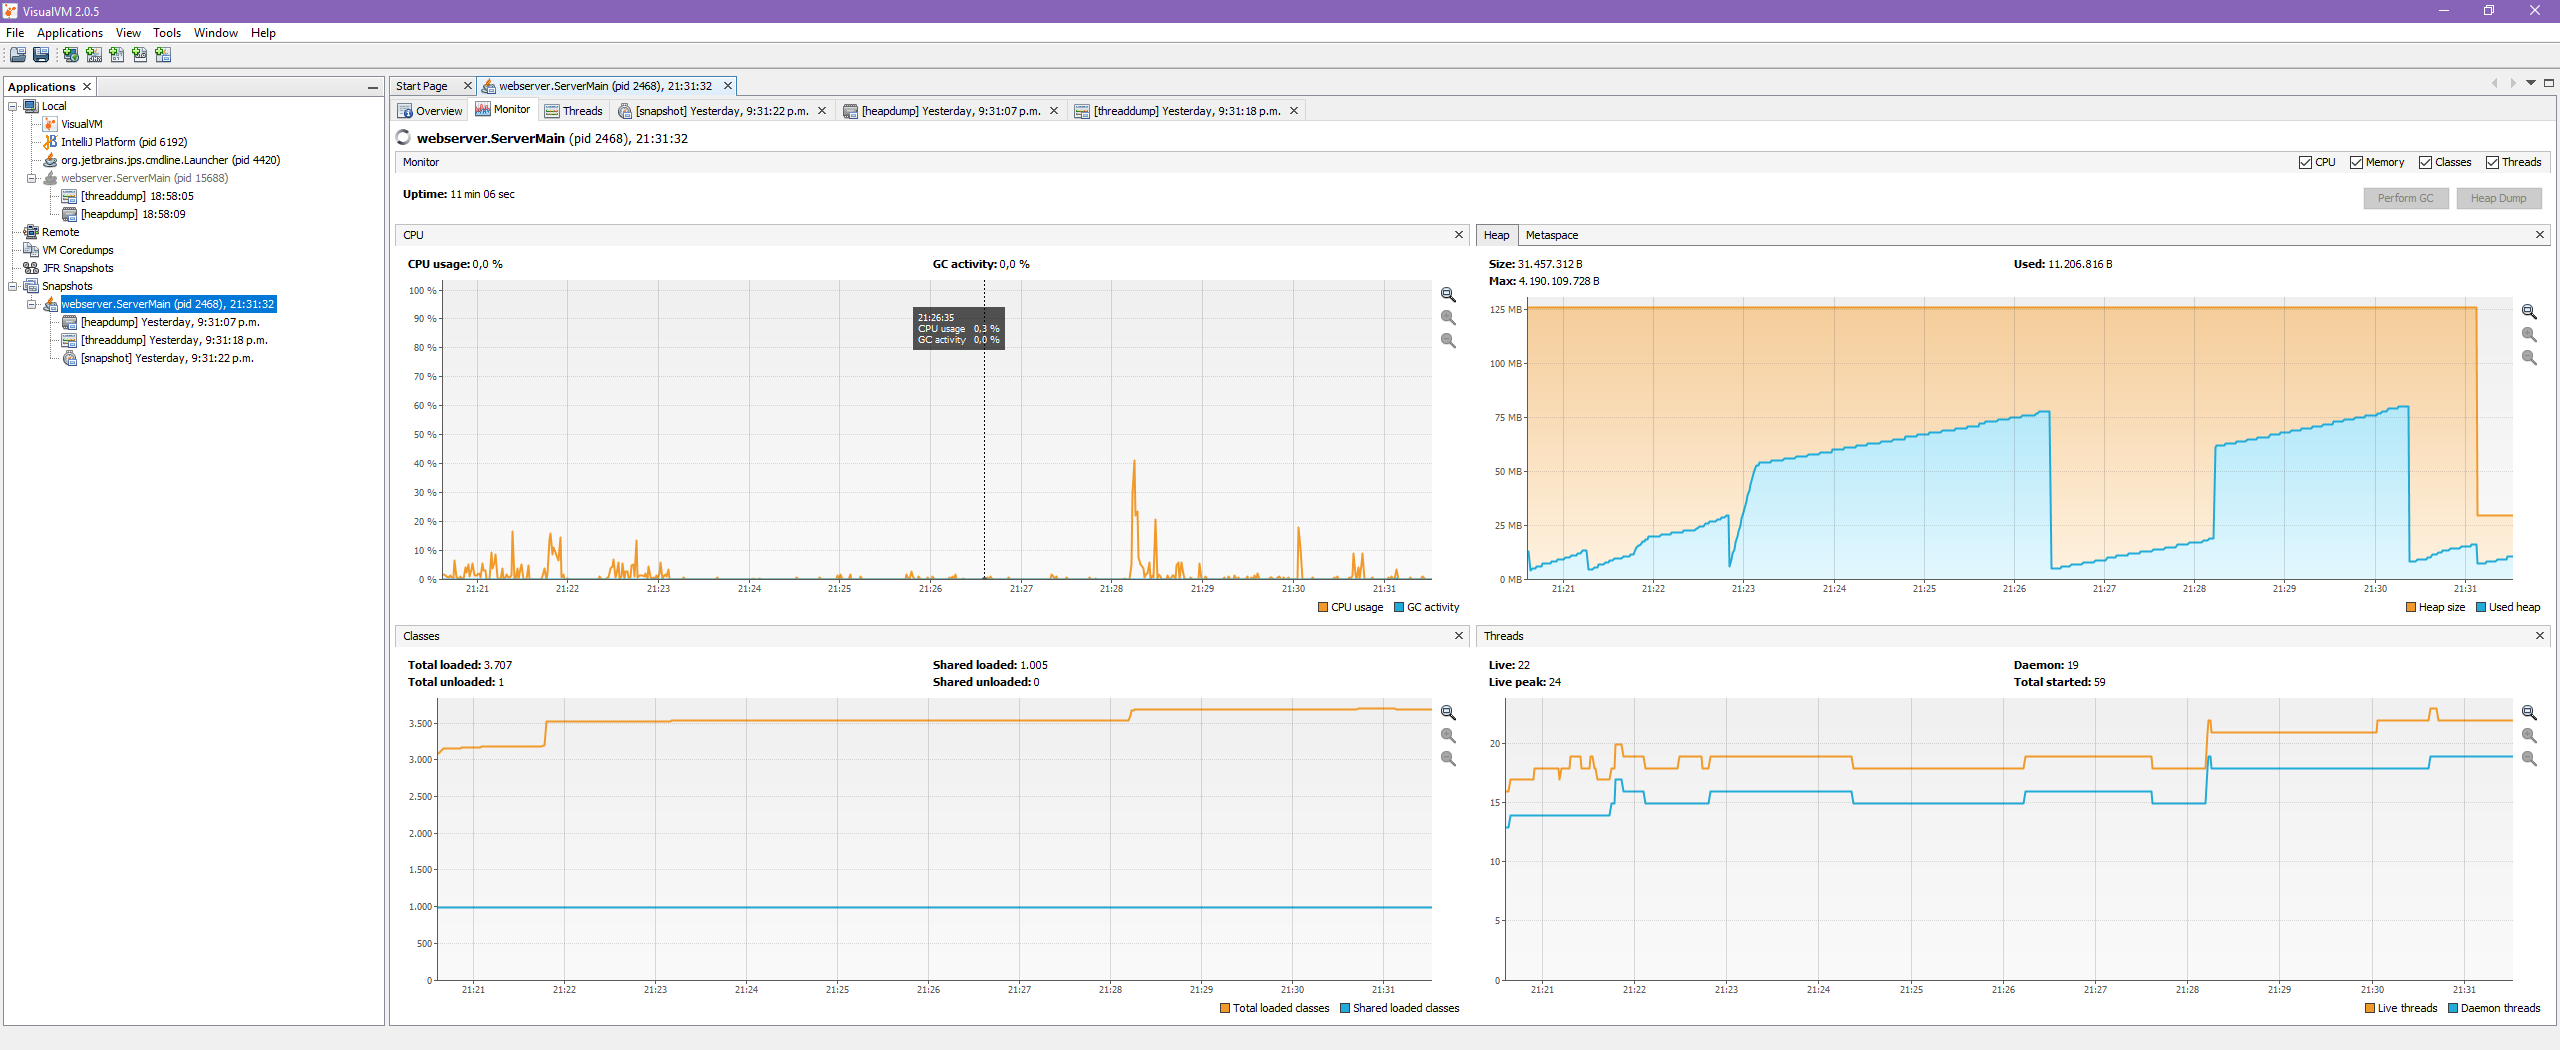 VisualVM 2.0.5
File Applications View Tools Window Help
Applications
Local
VisualVM
IntelliJ Platform (pid 6192)
org.jetbrains.jps.cmdline.Launcher (pid 4420)
webserver.ServerMain (pid 15688)
[threaddump] 18:58:05
[heapdump] 18:58:09
Remote
VM Coredumps
JFR Snapshots
Snapshots
webserver.ServerMain (pid 2468), 21:31:32
[heapdump] Yesterday, 9:31:07 p.m.
[threaddump] Yesterday, 9:31:18 p.m.
[snapshot] Yesterday, 9:31:22 p.m.
Start Page webserver.ServerMain (pid 2468), 21:31:32
Overview Monitor Threads [snapshot] Yesterday, 9:31:22 p.m. [heapdump] Yesterday, 9:31:07 p.m. [threaddump] Yesterday, 9:31:18 p.m.
webserver.ServerMain (pid 2468), 21:31:32
Monitor CPU Memory Classes Threads
Uptime: 11 min 06 sec Perform GC Heap Dump
CPU
CPU usage: 0,0 % GC activity: 0,0 %
100 %
90 %
80 %
70 %
60 %
50 %
40 %
30 %
20 %
10 %
0 %
21:26:35
CPU usage 0,3 %
GC activity 0,0 %
21:21 21:22 21:23 21:24 21:25 21:26 21:27 21:28 21:29 21:30 21:31
CPU usage GC activity
Heap Metaspace
Size: 31.457.312 B Used: 11.206.816 B
Max: 4.190.109.728 B
125 MB
100 MB
75 MB
50 MB
25 MB
0 MB
21:21 21:22 21:23 21:24 21:25 21:26 21:27 21:28 21:29 21:30 21:31
Heap size Used heap
Classes
Total loaded: 3.707 Shared loaded: 1.005
Total unloaded: 1 Shared unloaded: 0
3.500
3.000
2.500
2.000
1.500
1.000
500
0
21:21 21:22 21:23 21:24 21:25 21:26 21:27 21:28 21:29 21:30 21:31
Total loaded classes Shared loaded classes
Threads
Live: 22 Daemon: 19
Live peak: 24 Total started: 59
20
15
10
5
0
21:21 21:22 21:23 21:24 21:25 21:26 21:27 21:28 21:29 21:30 21:31
Live threads Daemon threads